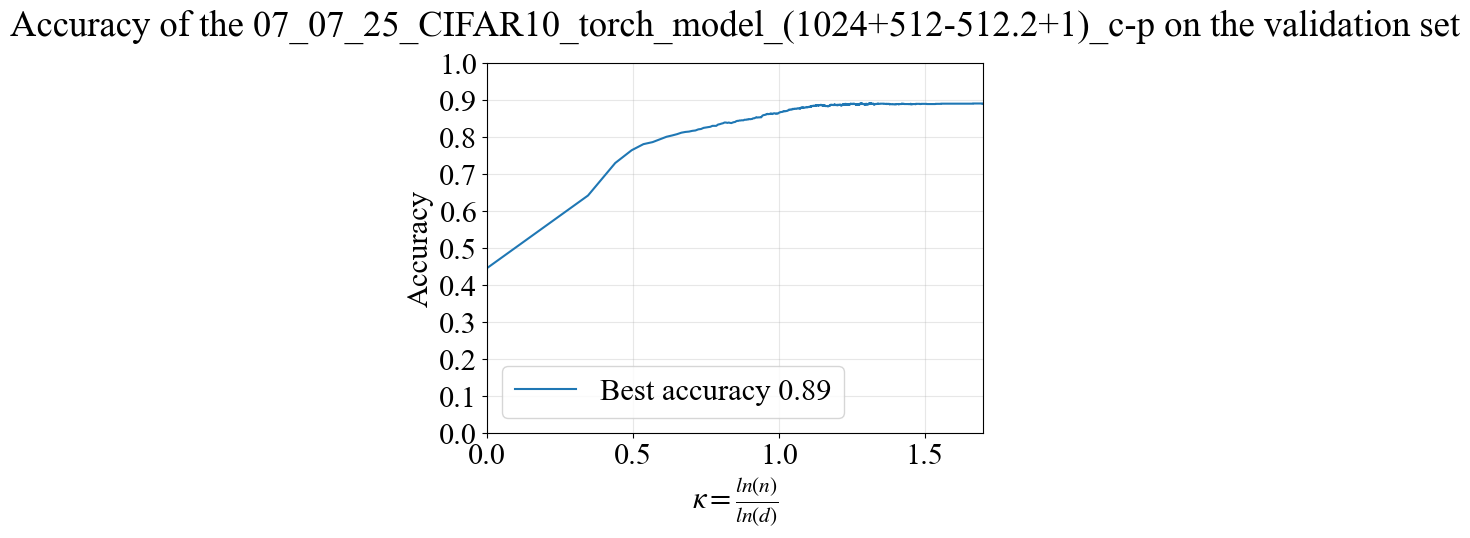 Accuracy of the 07_07_25_CIFAR10_torch_model_(1024+512-512.2+1)_c-p on the validation set
1.0
0.9
0.8
0.7
0.6
0.5
0.4
0.3
0.2
0.1
0.0
Accuracy
Best accuracy 0.89
0.0 0.5 1.0 1.5
κ = ln(n) / ln(d)